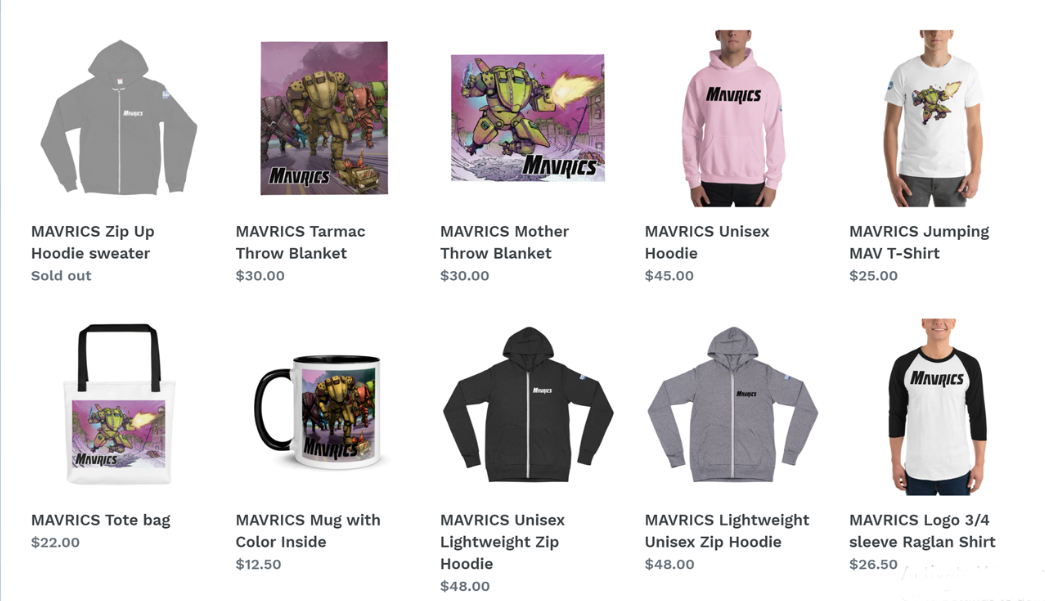 MAVRICS
MAVRICS
MAVRICS
MAVRICS
MAVRICS Zip Up
Hoodie sweater
Sold out
MAVRICS Tarmac
Throw Blanket
$30.00
MAVRICS Mother
Throw Blanket
$30.00
MAVRICS Unisex
Hoodie
$45.00
MAVRICS Jumping
MAV T-Shirt
$25.00
MAVRICS
MAVRICS
MAVRICS
MAVRICS
MAVRICS
MAVRICS Tote bag
$22.00
MAVRICS Mug with
Color Inside
$12.50
MAVRICS Unisex
Lightweight Zip
Hoodie
$48.00
MAVRICS Lightweight
Unisex Zip Hoodie
$48.00
MAVRICS Logo 3/4
sleeve Raglan Shirt
$26.50